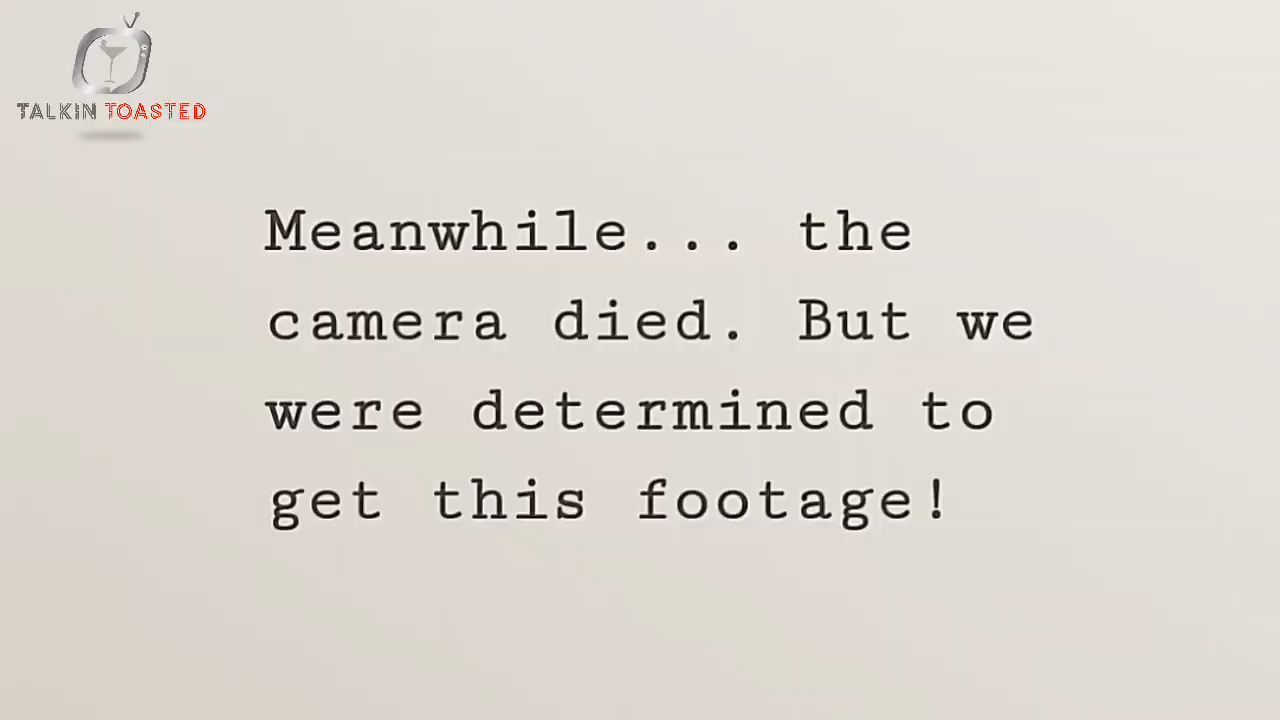 TALKIN TOASTED
Meanwhile... the
camera died. But we
were determined to
get this footage!